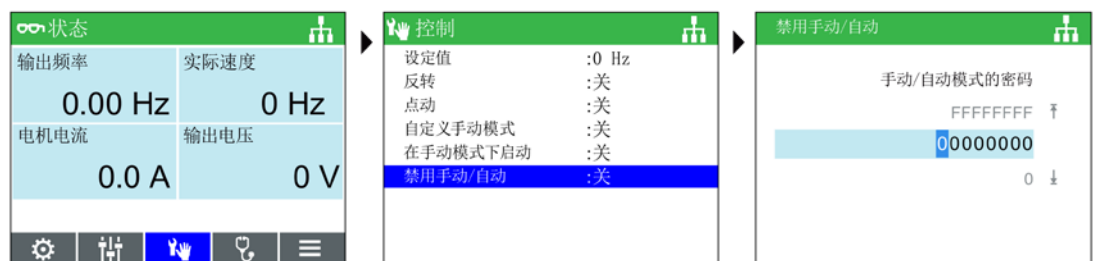 状态
输出频率 实际速度
0.00 Hz 0 Hz
电机电流 输出电压
0.0 A 0 V
控制
设定值 :0 Hz
反转 :关
点动 :关
自定义手动模式 :关
在手动模式下启动 :关
禁用手动/自动 :关
禁用手动/自动
手动/自动模式的密码
FFFFFFFF
00000000
0